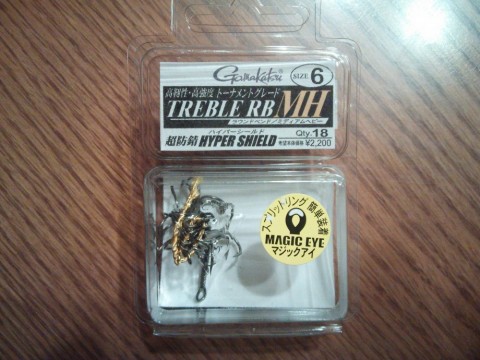 Gamakatsu®
SIZE 6
高靭性・高強度 トーナメントグレード
TREBLE RB MH
ラウンドベンド/ミディアムヘビー
ハイパーシールド
超防錆 HYPER SHIELD
Qty. 18
¥2,200
スプリットリング 簡単装着
MAGIC EYE
マジックアイ